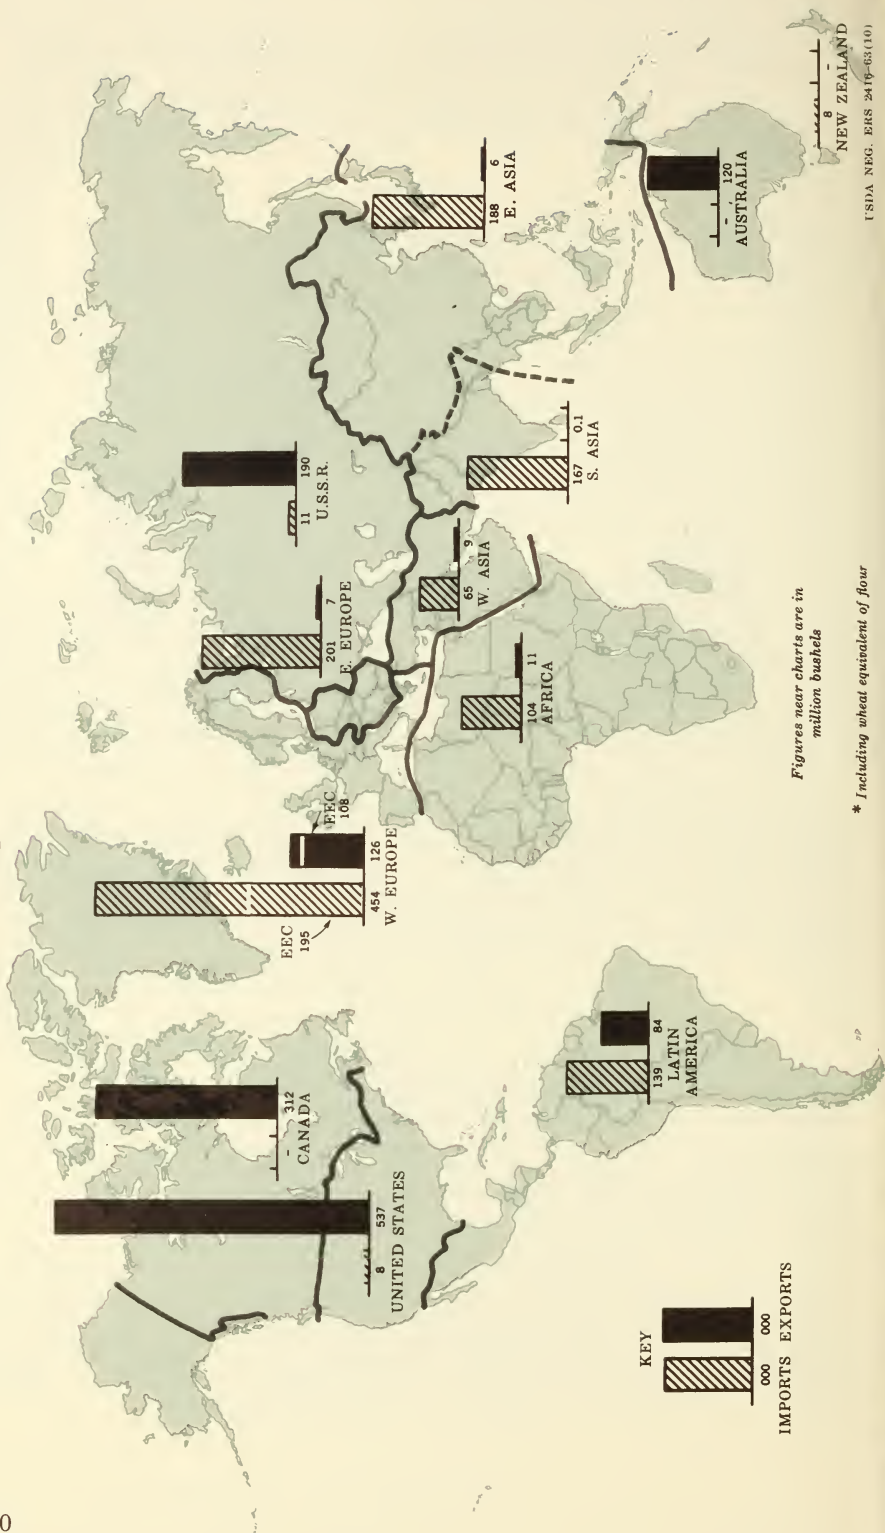 0
8
UNITED STATES
537
-
CANADA
312
EEC
195
454
W. EUROPE
126
EEC
108
201
E. EUROPE
7
11
U.S.S.R.
190
65
W. ASIA
9
104
AFRICA
11
167
S. ASIA
0.1
188
E. ASIA
6
-
AUSTRALIA
120
8
NEW ZEALAND
-
139
LATIN
AMERICA
84
KEY
000
000
IMPORTS EXPORTS
Figures near charts are in
million bushels
* Including wheat equivalent of flour
USDA NEG. ERS 2416-63(10)